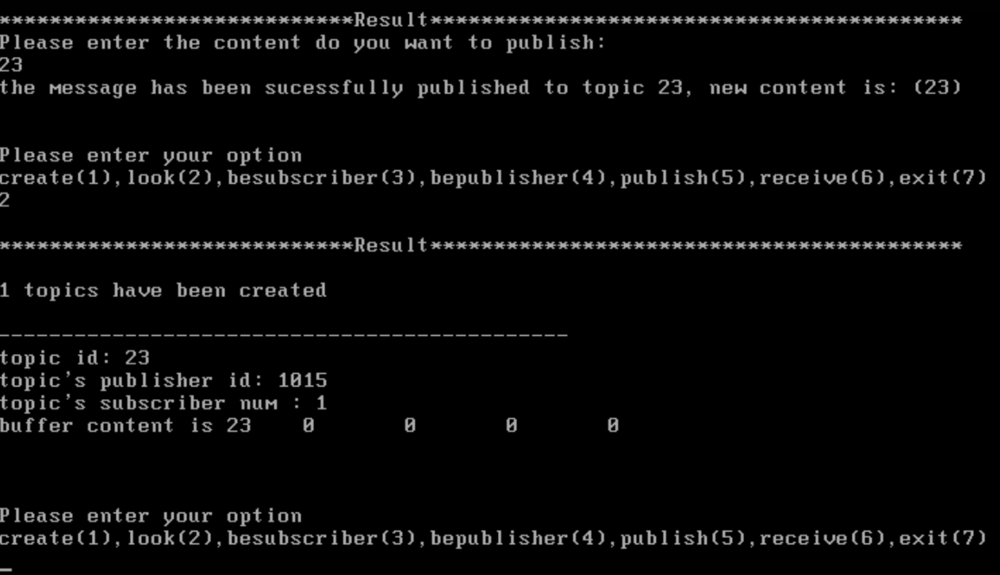 ****************************Result******************************************
Please enter the content do you want to publish:
23
the message has been sucessfully published to topic 23, new content is: (23)
Please enter your option
create(1),look(2),besubscriber(3),bepublisher(4),publish(5),receive(6),exit(7)
2
****************************Result******************************************
1 topics have been created
---------------------------------------------
topic id: 23
topic's publisher id: 1015
topic's subscriber num : 1
buffer content is 23    0       0       0       0
Please enter your option
create(1),look(2),besubscriber(3),bepublisher(4),publish(5),receive(6),exit(7)
_